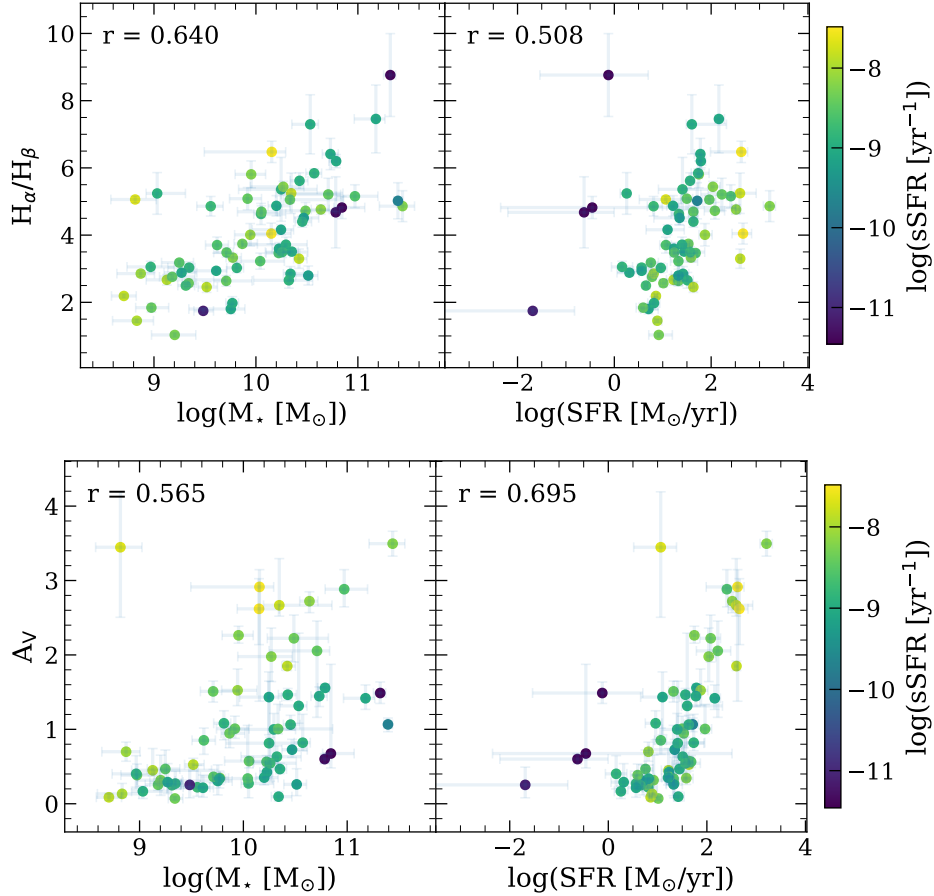 r = 0.640
r = 0.508
10
8
6
4
2
H_α/H_β
9
10
11
log(M⋆ [M⊙])
−2
0
2
4
log(SFR [M⊙/yr])
−8
−9
−10
−11
log(sSFR [yr⁻¹])
r = 0.565
r = 0.695
4
3
2
1
0
Av
9
10
11
log(M⋆ [M⊙])
−2
0
2
4
log(SFR [M⊙/yr])
−8
−9
−10
−11
log(sSFR [yr⁻¹])